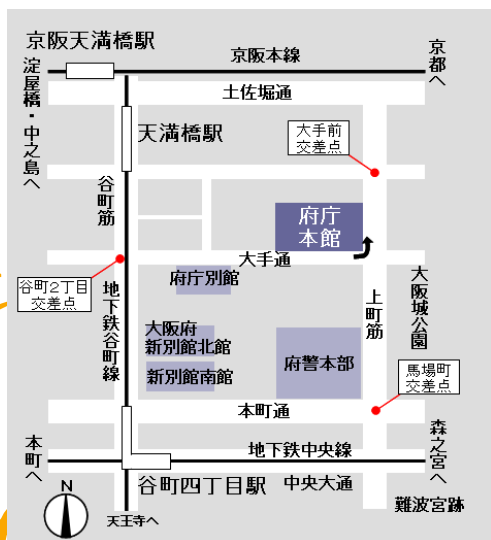 京阪天満橋駅
京阪本線
京都へ
淀屋橋・中之島へ
土佐堀通
天満橋駅
大手前
交差点
谷町筋
府庁
本館
大手通
谷町2丁目
交差点
府庁別館
地下鉄谷町線
上町筋
大阪城公園
大阪府
新別館北館
新別館南館
府警本部
馬場町
交差点
本町通
本町へ
地下鉄中央線
森之宮へ
谷町四丁目駅
中央大通
N
天王寺へ
難波宮跡